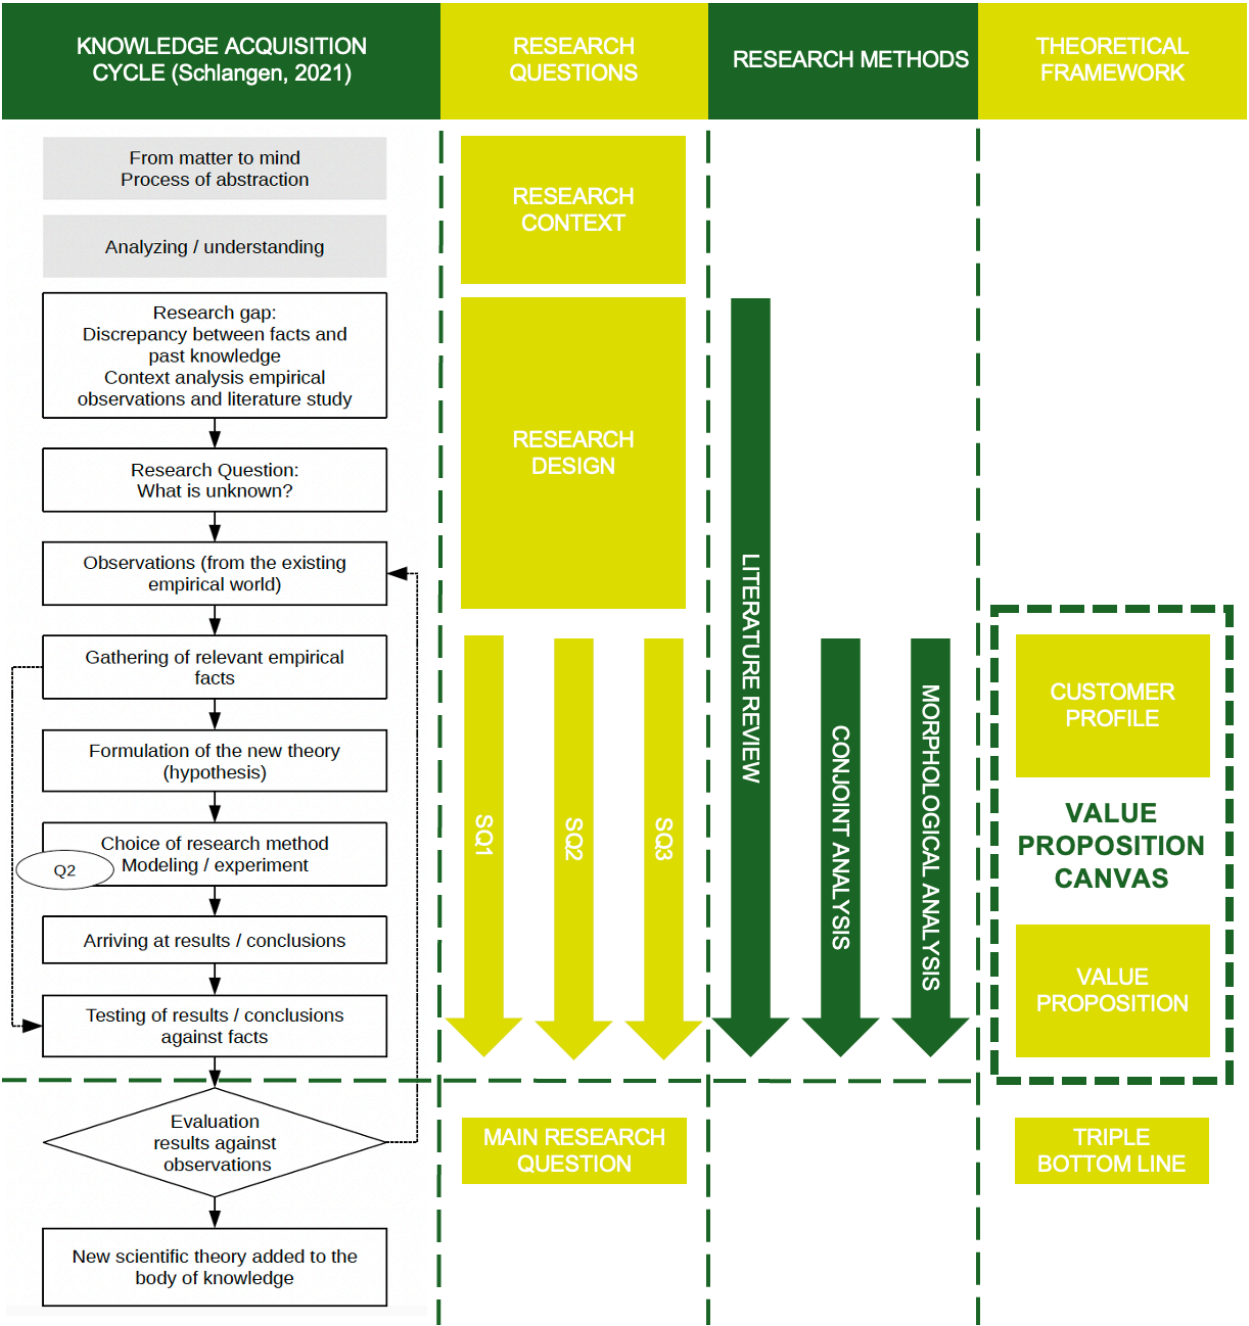 KNOWLEDGE ACQUISITION
CYCLE (Schlangen, 2021)
RESEARCH
QUESTIONS
RESEARCH METHODS
THEORETICAL
FRAMEWORK
From matter to mind
Process of abstraction
Analyzing / understanding
Research gap:
Discrepancy between facts and
past knowledge
Context analysis empirical
observations and literature study
Research Question:
What is unknown?
Observations (from the existing
empirical world)
Gathering of relevant empirical
facts
Formulation of the new theory
(hypothesis)
Choice of research method
Modeling / experiment
Q2
Arriving at results / conclusions
Testing of results / conclusions
against facts
Evaluation
results against
observations
New scientific theory added to the
body of knowledge
RESEARCH
CONTEXT
RESEARCH
DESIGN
SQ1
SQ2
SQ3
MAIN RESEARCH
QUESTION
LITERATURE REVIEW
CONJOINT ANALYSIS
MORPHOLOGICAL ANALYSIS
CUSTOMER
PROFILE
VALUE
PROPOSITION
CANVAS
VALUE
PROPOSITION
TRIPLE
BOTTOM LINE